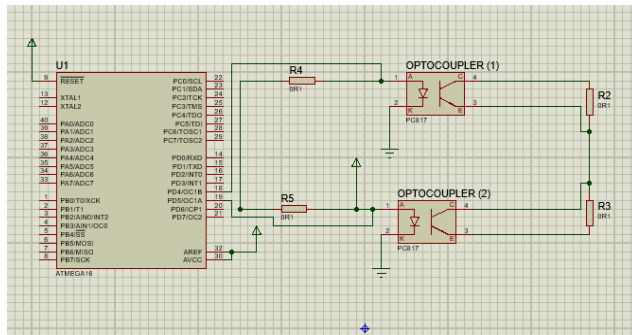 U1
9 RESET
13 XTAL1
12 XTAL2
40 PA0/ADC0
39 PA1/ADC1
38 PA2/ADC2
37 PA3/ADC3
36 PA4/ADC4
35 PA5/ADC5
34 PA6/ADC6
33 PA7/ADC7
1 PB0/T0/XCK
2 PB1/T1
3 PB2/AIN0/INT2
4 PB3/AIN1/OC0
5 PB4/SS
6 PB5/MOSI
7 PB6/MISO
8 PB7/SCK
PC0/SCL 22
PC1/SDA 23
PC2/TCK 24
PC3/TMS 25
PC4/TDO 26
PC5/TDI 27
PC6/TOSC1 28
PC7/TOSC2 29
PD0/RXD 14
PD1/TXD 15
PD2/INT0 16
PD3/INT1 17
PD4/OC1B 18
PD5/OC1A 19
PD6/ICP1 20
PD7/OC2 21
AREF 32
AVCC 30
ATMEGA16
R4
0R1
R5
0R1
OPTOCOUPLER (1)
1 A C 4
2 K E 3
PC817
OPTOCOUPLER (2)
1 A C 4
2 K E 3
PC817
R2
0R1
R3
0R1